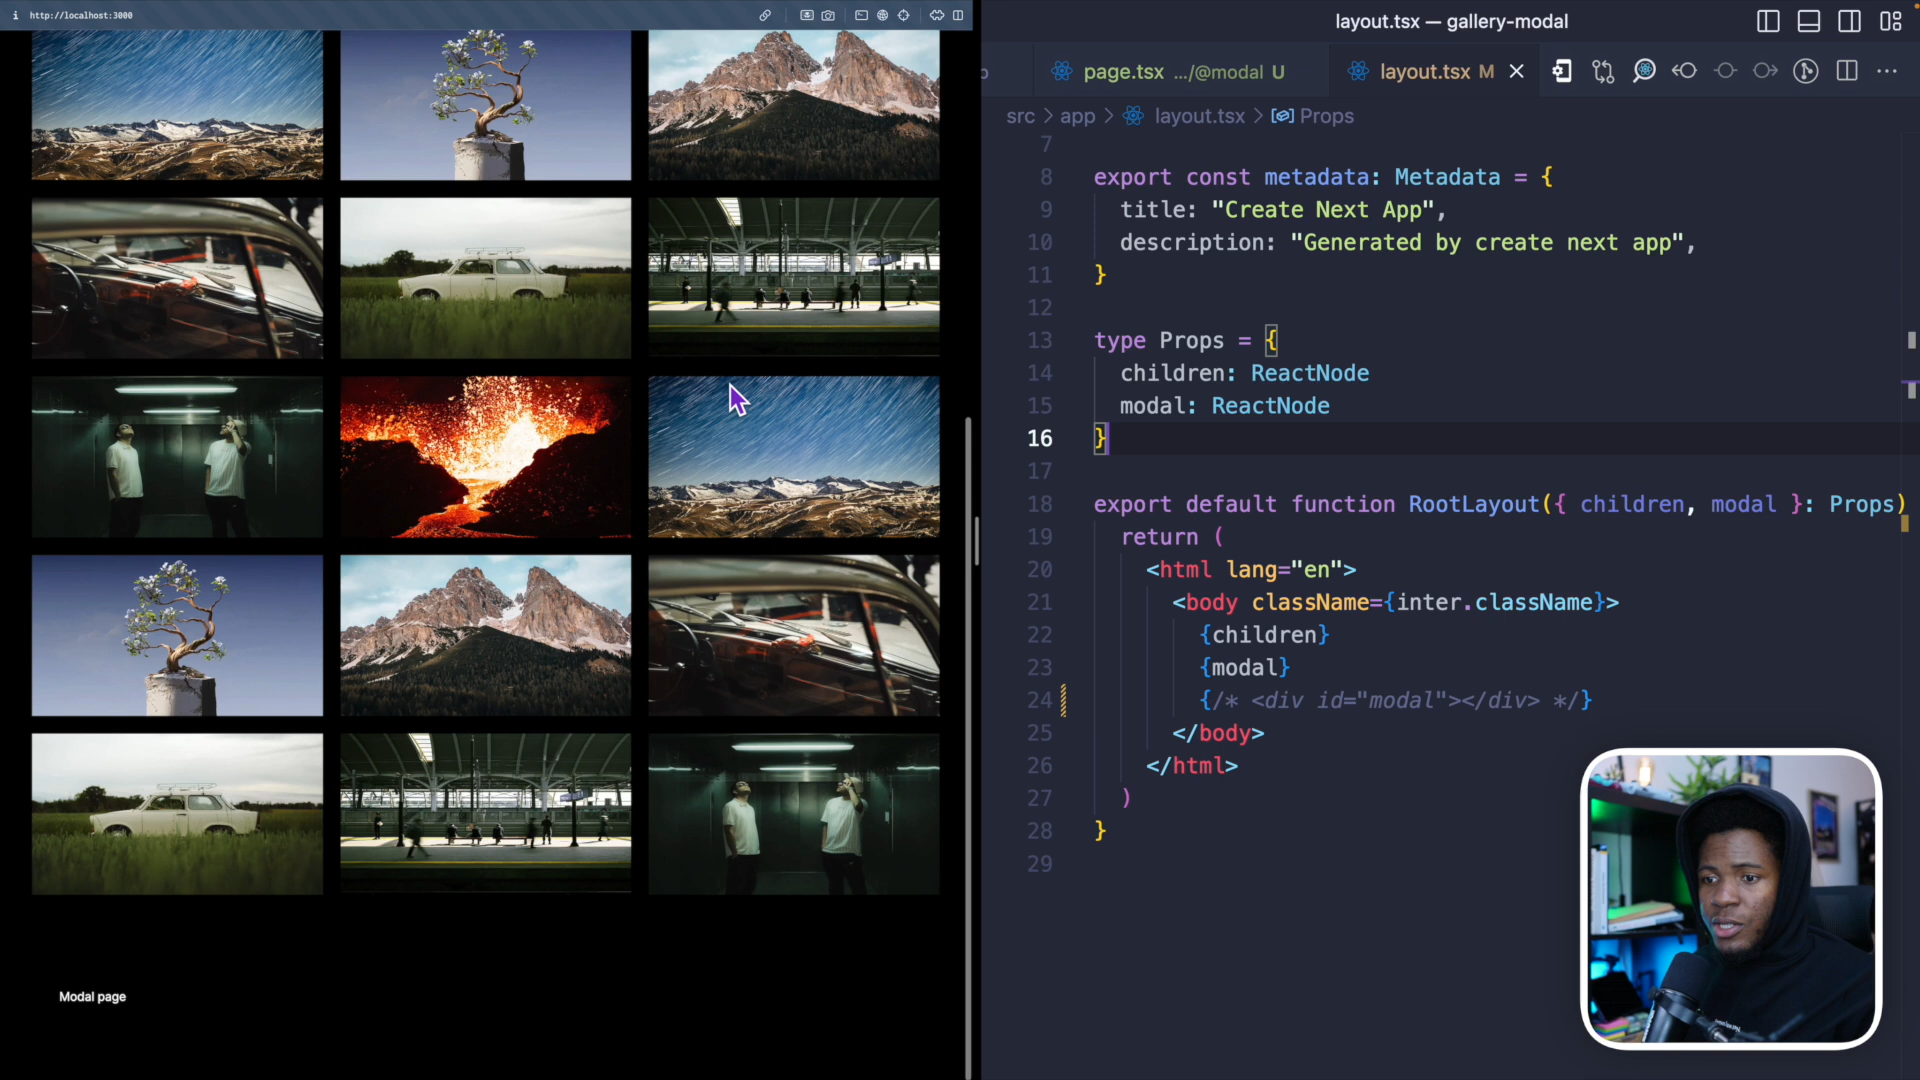 http://localhost:3000
Modal page
layout.tsx — gallery-modal
page.tsx .../@modal U
layout.tsx M
src > app > layout.tsx > Props
7
8 export const metadata: Metadata = {
9 title: "Create Next App",
10 description: "Generated by create next app",
11 }
12
13 type Props = {
14 children: ReactNode
15 modal: ReactNode
16 }
17
18 export default function RootLayout({ children, modal }: Props)
19 return (
20 <html lang="en">
21 <body className={inter.className}>
22 {children}
23 {modal}
24 {/* <div id="modal"></div> */}
25 </body>
26 </html>
27 )
28 }
29